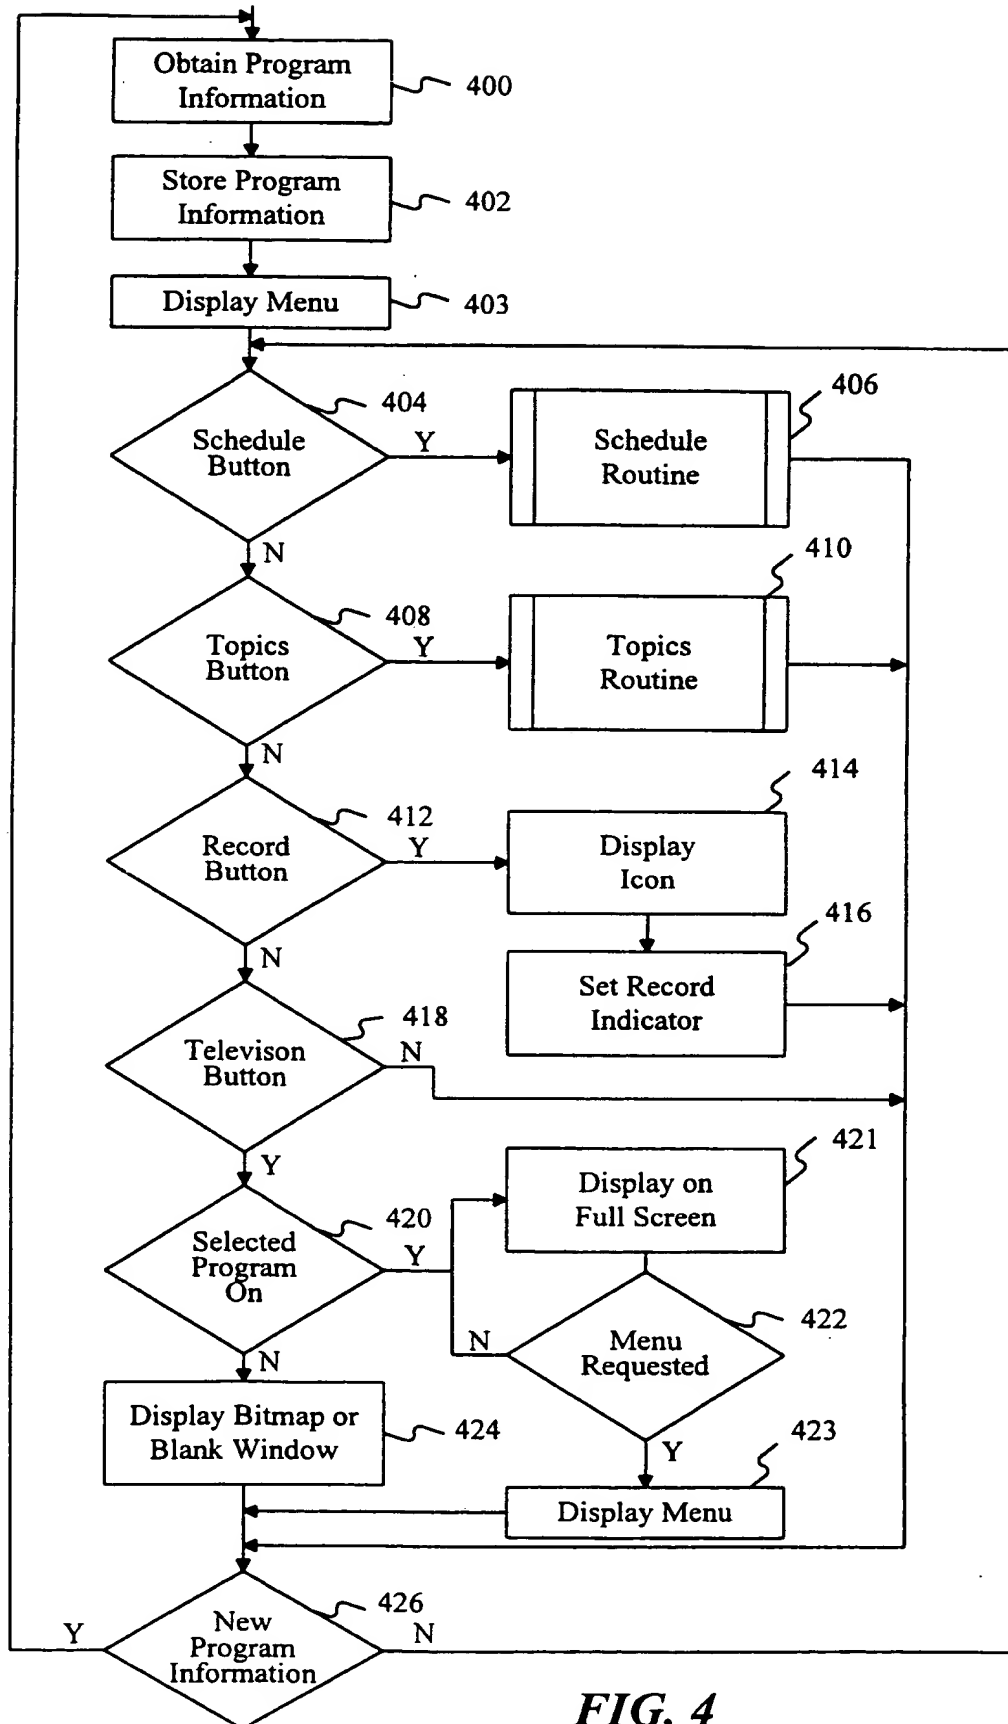 Obtain Program
Information
400
Store Program
Information
402
Display Menu
403
404
Schedule
Button
Y
N
406
Schedule
Routine
408
Topics
Button
Y
N
410
Topics
Routine
412
Record
Button
Y
N
414
Display
Icon
416
Set Record
Indicator
418
Televison
Button
N
Y
420
Selected
Program
On
Y
N
421
Display on
Full Screen
422
Menu
Requested
N
Y
423
Display Menu
Display Bitmap or
Blank Window
424
426
New
Program
Information
Y
N
FIG. 4